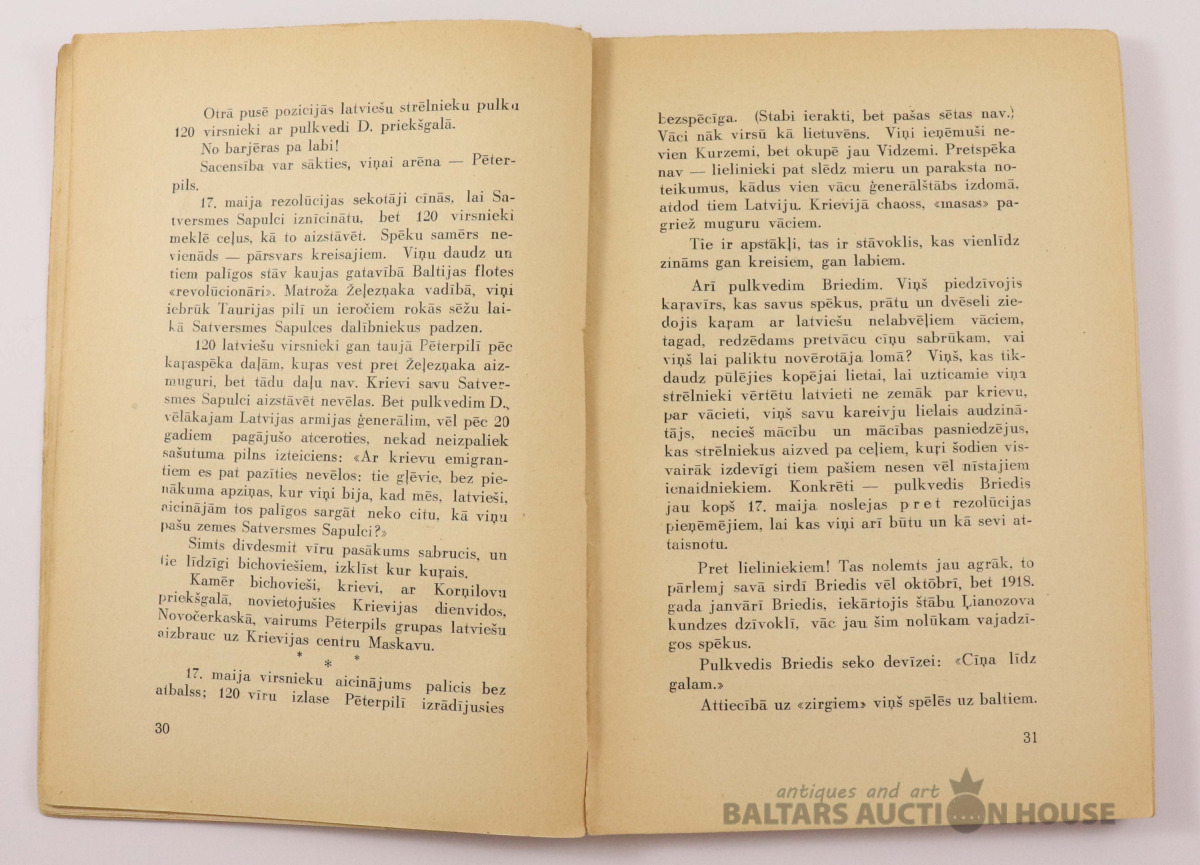 Otrā pusē pozicijās latviešu strēlnieku pulku
120 virsnieki ar pulkvedi D. priekšgalā.
No barjēras pa labi!
Sacensība var sākties, viņai arēna — Pēter-
pils.
17. maija rezolūcijas sekotāji cīnās, lai Sa-
tversmes Sapulci iznīcinātu, bet 120 virsnieki
meklē ceļus, kā to aizstāvēt. Spēku samērs ne-
vienāds — pārsvars kreisajiem. Viņu daudz un
tiem palīgos stāv kaujas gatavībā Baltijas flotes
«revolūcionāri». Matroža Žeļezņaka vadībā, viņi
iebrūk Taurijas pilī un ieročiem rokās sēžu lai-
kā Satversmes Sapulces dalībniekus padzen.
120 latviešu virsnieki gan taujā Pēterpilī pēc
kaŗaspēka daļām, kuŗas vest pret Žeļezņaka aiz-
muguri, bet tādu daļu nav. Krievi savu Satver-
smes Sapulci aizstāvēt nevēlas. Bet pulkvedim D.,
vēlākajam Latvijas armijas ģenerālim, vēl pēc 20
gadiem pagājušo atceroties, nekad neizpaliek
sašutuma pilns izteiciens: «Ar krievu emigran-
tiem es pat pazīties nevēlos: tie gļēvie, bez pie-
nākuma apziņas, kur viņi bija, kad mēs, latvieši,
aicinājām tos palīgos sargāt neko citu, kā viņu
pašu zemes Satversmes Sapulci?»
Simts divdesmit vīru pasākums sabrucis, un
tie līdzīgi bichoviešiem, izklīst kur kuŗais.
Kamēr bichovieši, krievi, ar Korņilovu
priekšgalā, novietojušies Krievijas dienvidos,
Novočerkaskā, vairums Pēterpils grupas latviešu
aizbrauc uz Krievijas centru Maskavu.
* * *
17. maija virsnieku aicinājums palicis bez
atbalss; 120 vīru izlase Pēterpilī izrādījusies
30
bezspēcīga. (Stabi ierakti, bet pašas sētas nav.)
Vāci nāk virsū kā lietuvēns. Viņi ieņēmuši ne-
vien Kurzemi, bet okupē jau Vidzemi. Pretspēka
nav — lielinieki pat slēdz mieru un paraksta no-
teikumus, kādus vien vācu ģenerālštābs izdomā,
atdod tiem Latviju. Krievijā chaoss, «masas» pa-
griež muguru vāciem.
Tie ir apstākļi, tas ir stāvoklis, kas vienlīdz
zināms gan kreisiem, gan labiem.
Arī pulkvedim Briedim. Viņš piedzīvojis
kaŗavīrs, kas savus spēkus, prātu un dvēseli zie-
dojis kaŗam ar latviešu nelabvēļiem vāciem,
tagad, redzēdams pretvācu cīņu sabrūkam, vai
viņš lai paliktu novērotāja lomā? Viņš, kas tik-
daudz pūlējies kopējai lietai, lai uzticamie viņa
strēlnieki vērtētu latvieti ne zemāk par krievu,
par vācieti, viņš savu kareivju lielais audzinā-
tājs, necieš mācību un mācības pasniedzējus,
kas strēlniekus aizved pa ceļiem, kuŗi šodien vis-
vairāk izdevīgi tiem pašiem nesen vēl nīstajiem
ienaidniekiem. Konkrēti — pulkvedis Briedis
jau kopš 17. maija noslejas pret rezolūcijas
pieņēmējiem, lai kas viņi arī būtu un kā sevi at-
taisnotu.
Pret lieliniekiem! Tas nolemts jau agrāk, to
pārlemj savā sirdī Briedis vēl oktōbrī, bet 1918.
gada janvārī Briedis, iekārtojis štābu Ļianozova
kundzes dzīvoklī, vāc jau šim nolūkam vajadzī-
gos spēkus.
Pulkvedis Briedis seko devīzei: «Cīņa līdz
galam.»
Attiecībā uz «zirgiem» viņš spēlēs uz baltiem.
31
antiques and art
BALTARS AUCTION HOUSE